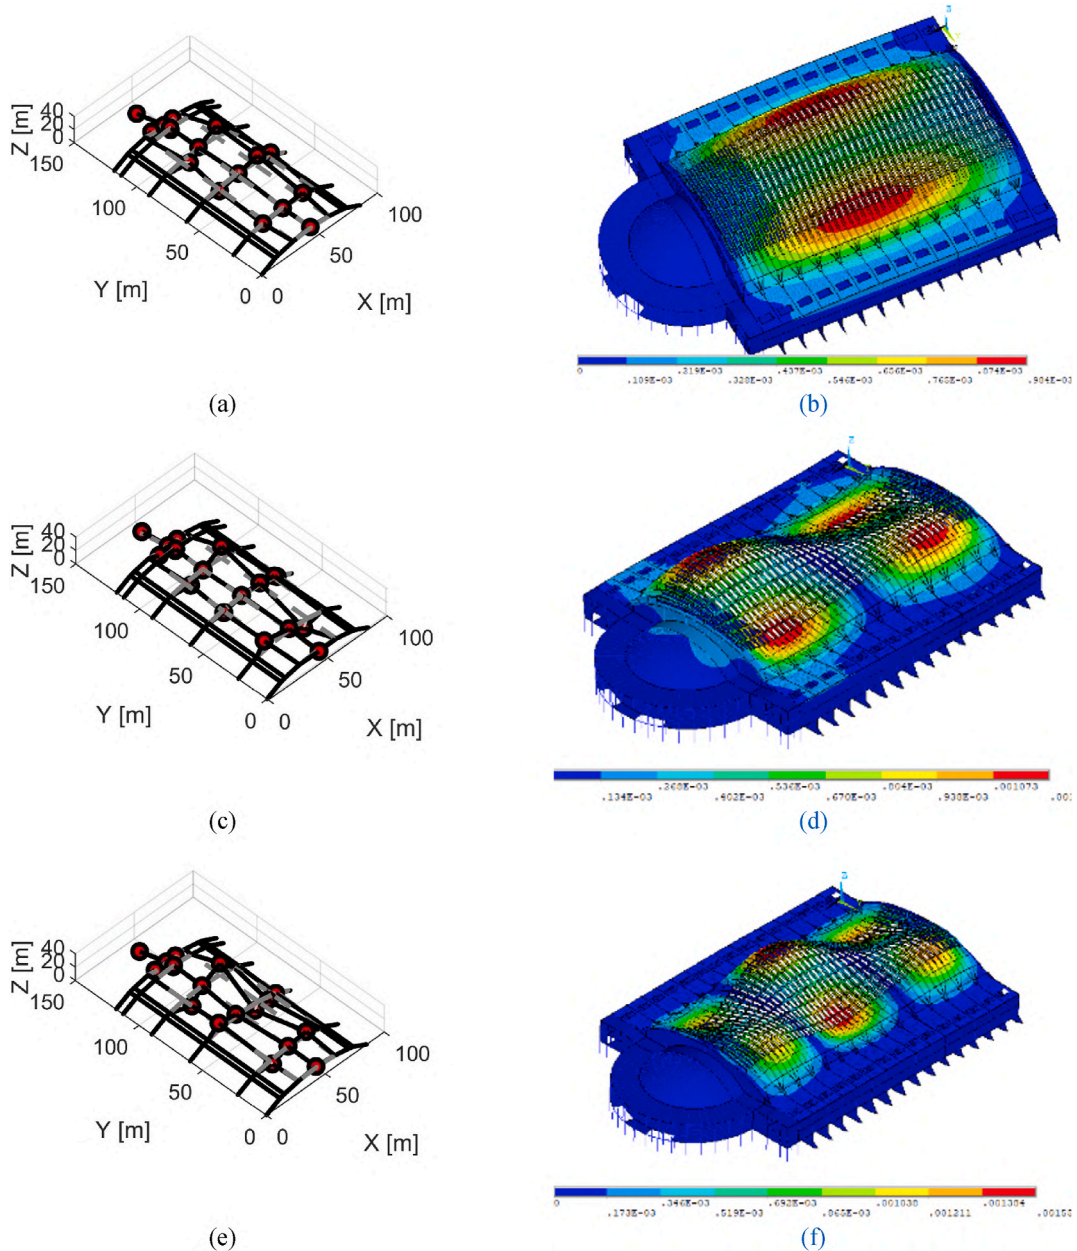 Z [m]
40
20
0
150
100
50
0
Y [m]
0
50
100
X [m]
(a)
Z
0 .219E-03 .437E-03 .656E-03 .874E-03
.109E-03 .328E-03 .546E-03 .765E-03 .984E-03
(b)
Z [m]
40
20
0
150
100
50
0
Y [m]
0
50
100
X [m]
(c)
Z
.268E-03 .536E-03 .804E-03 .001073
.134E-03 .402E-03 .670E-03 .938E-03
(d)
Z [m]
40
20
0
150
100
50
0
Y [m]
0
50
100
X [m]
(e)
Z
0 .346E-03 .692E-03 .001038 .001384
.173E-03 .519E-03 .865E-03 .001211
(f)